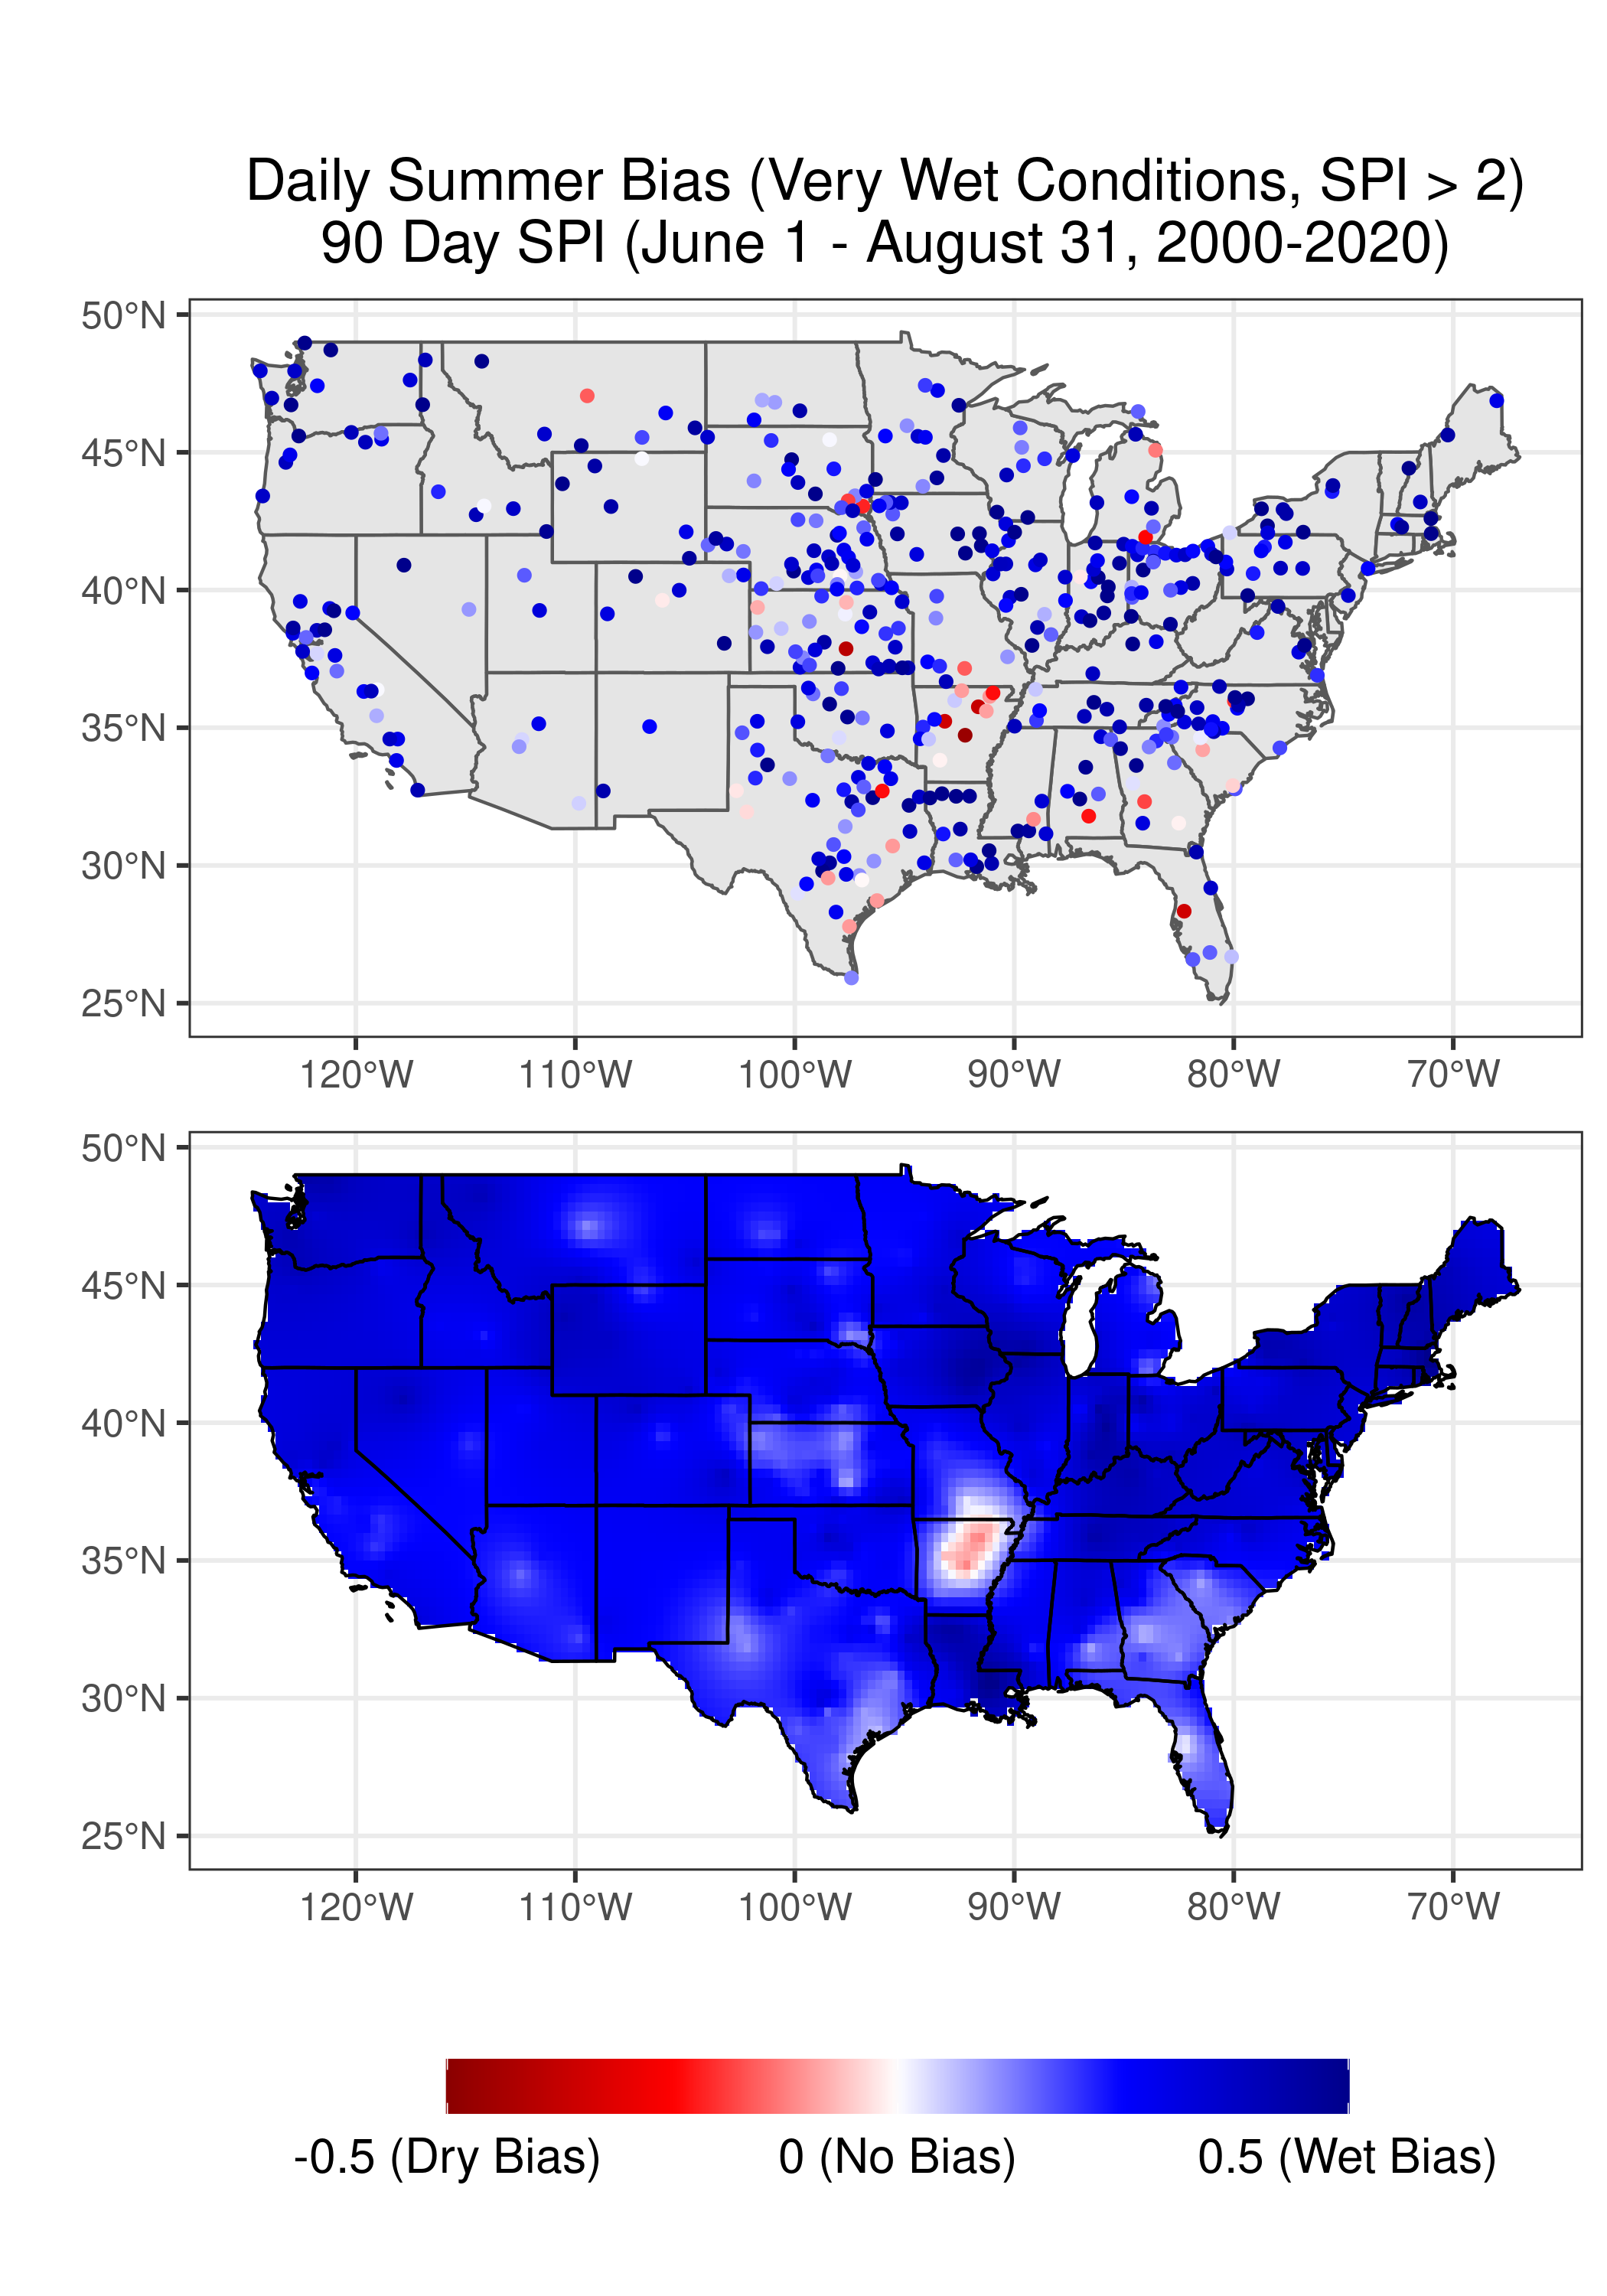 Daily Summer Bias (Very Wet Conditions, SPI > 2)
90 Day SPI (June 1 - August 31, 2000-2020)
50°N
45°N
40°N
35°N
30°N
25°N
120°W 110°W 100°W 90°W 80°W 70°W
50°N
45°N
40°N
35°N
30°N
25°N
120°W 110°W 100°W 90°W 80°W 70°W
-0.5 (Dry Bias) 0 (No Bias) 0.5 (Wet Bias)